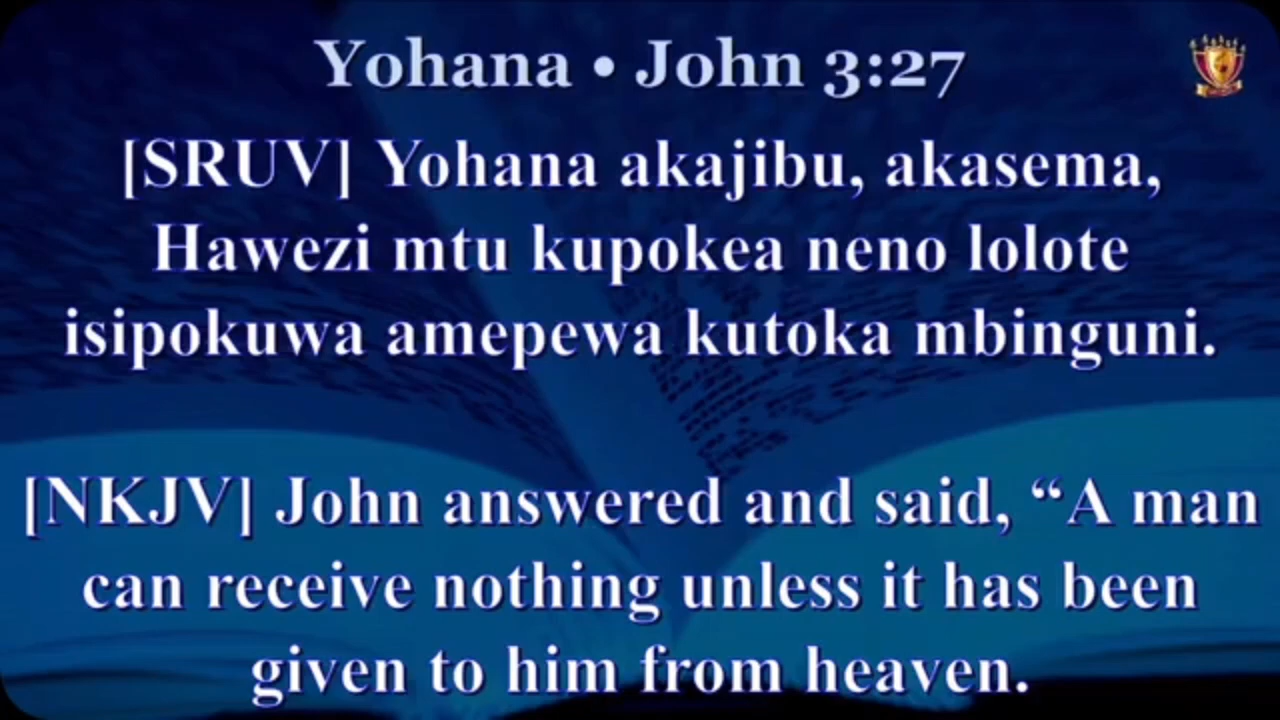 Yohana • John 3:27
[SRUV] Yohana akajibu, akasema,
Hawezi mtu kupokea neno lolote
isipokuwa amepewa kutoka mbinguni.
[NKJV] John answered and said, “A man
can receive nothing unless it has been
given to him from heaven.